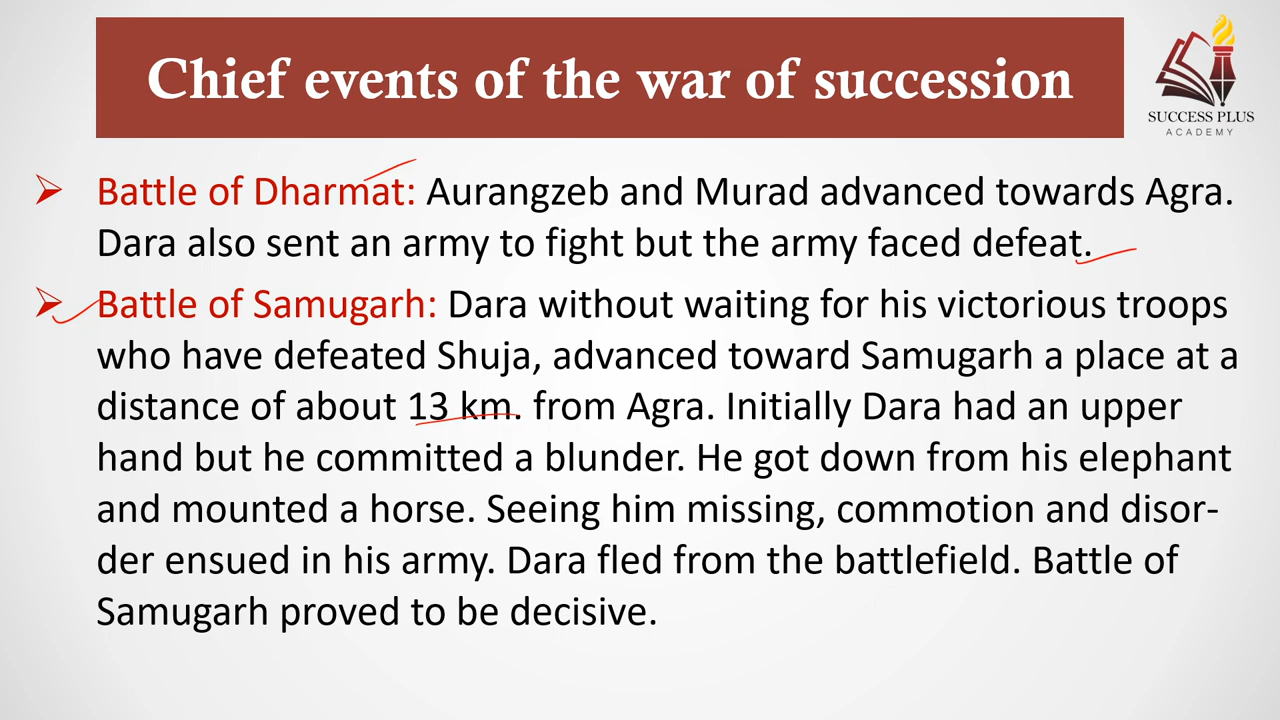 Chief events of the war of succession
SUCCESS PLUS
ACADEMY
Battle of Dharmat: Aurangzeb and Murad advanced towards Agra.
Dara also sent an army to fight but the army faced defeat.
Battle of Samugarh: Dara without waiting for his victorious troops
who have defeated Shuja, advanced toward Samugarh a place at a
distance of about 13 km. from Agra. Initially Dara had an upper
hand but he committed a blunder. He got down from his elephant
and mounted a horse. Seeing him missing, commotion and disor-
der ensued in his army. Dara fled from the battlefield. Battle of
Samugarh proved to be decisive.